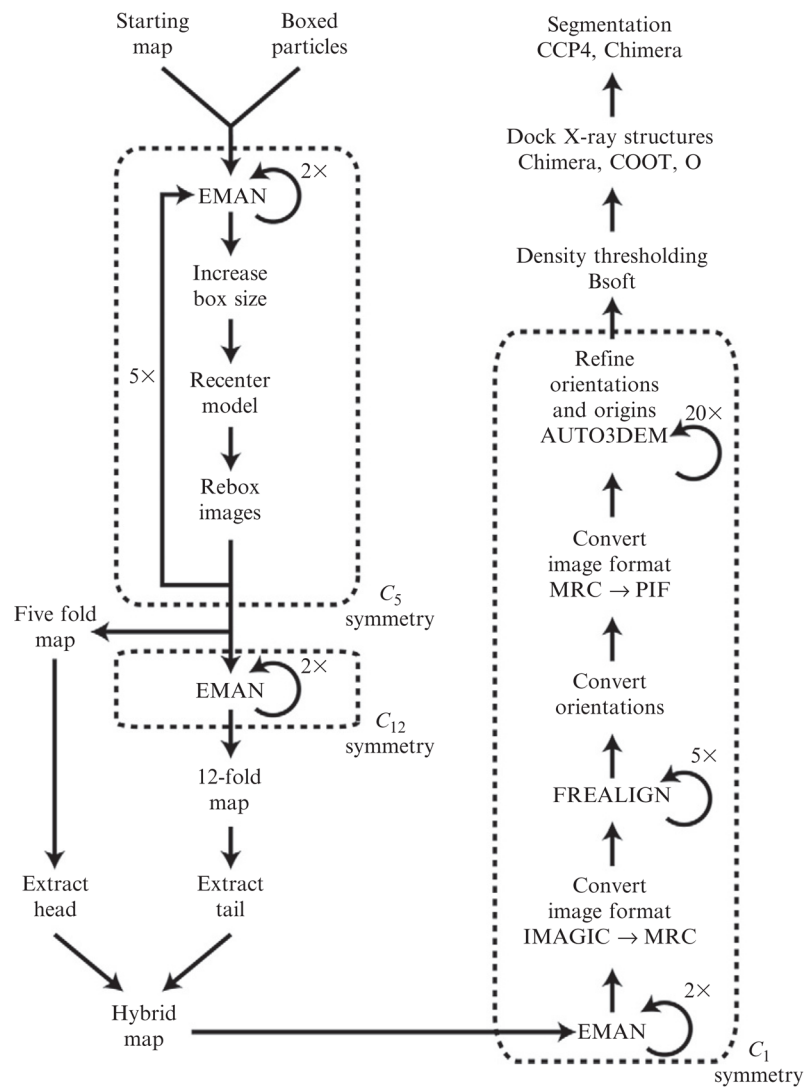 Starting
map
Boxed
particles
EMAN
2×
Increase
box size
5×
Recenter
model
Rebox
images
C5
symmetry
Five fold
map
EMAN
2×
C12
symmetry
12-fold
map
Extract
head
Extract
tail
Hybrid
map
Segmentation
CCP4, Chimera
Dock X-ray structures
Chimera, COOT, O
Density thresholding
Bsoft
Refine
orientations
and origins
AUTO3DEM
20×
Convert
image format
MRC → PIF
Convert
orientations
FREALIGN
5×
Convert
image format
IMAGIC → MRC
EMAN
2×
C1
symmetry